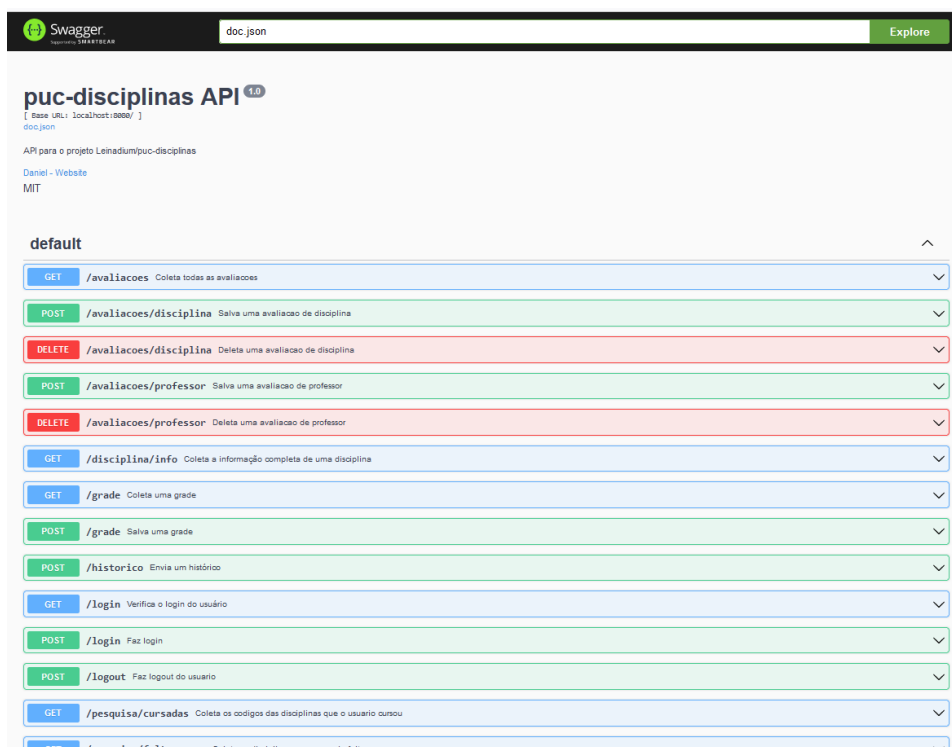 Swagger.
Supported by SMARTBEAR
doc.json
Explore
puc-disciplinas API 1.0
[ Base URL: localhost:8080/ ]
doc.json
API para o projeto Leinadium/puc-disciplinas
Daniel - Website
MIT
default
GET /avaliacoes Coleta todas as avaliacoes
POST /avaliacoes/disciplina Salva uma avaliacao de disciplina
DELETE /avaliacoes/disciplina Deleta uma avaliacao de disciplina
POST /avaliacoes/professor Salva uma avaliacao de professor
DELETE /avaliacoes/professor Deleta uma avaliacao de professor
GET /disciplina/info Coleta a informação completa de uma disciplina
GET /grade Coleta uma grade
POST /grade Salva uma grade
POST /historico Envia um histórico
GET /login Verifica o login do usuário
POST /login Faz login
POST /logout Faz logout do usuario
GET /pesquisa/cursadas Coleta os codigos das disciplinas que o usuario cursou